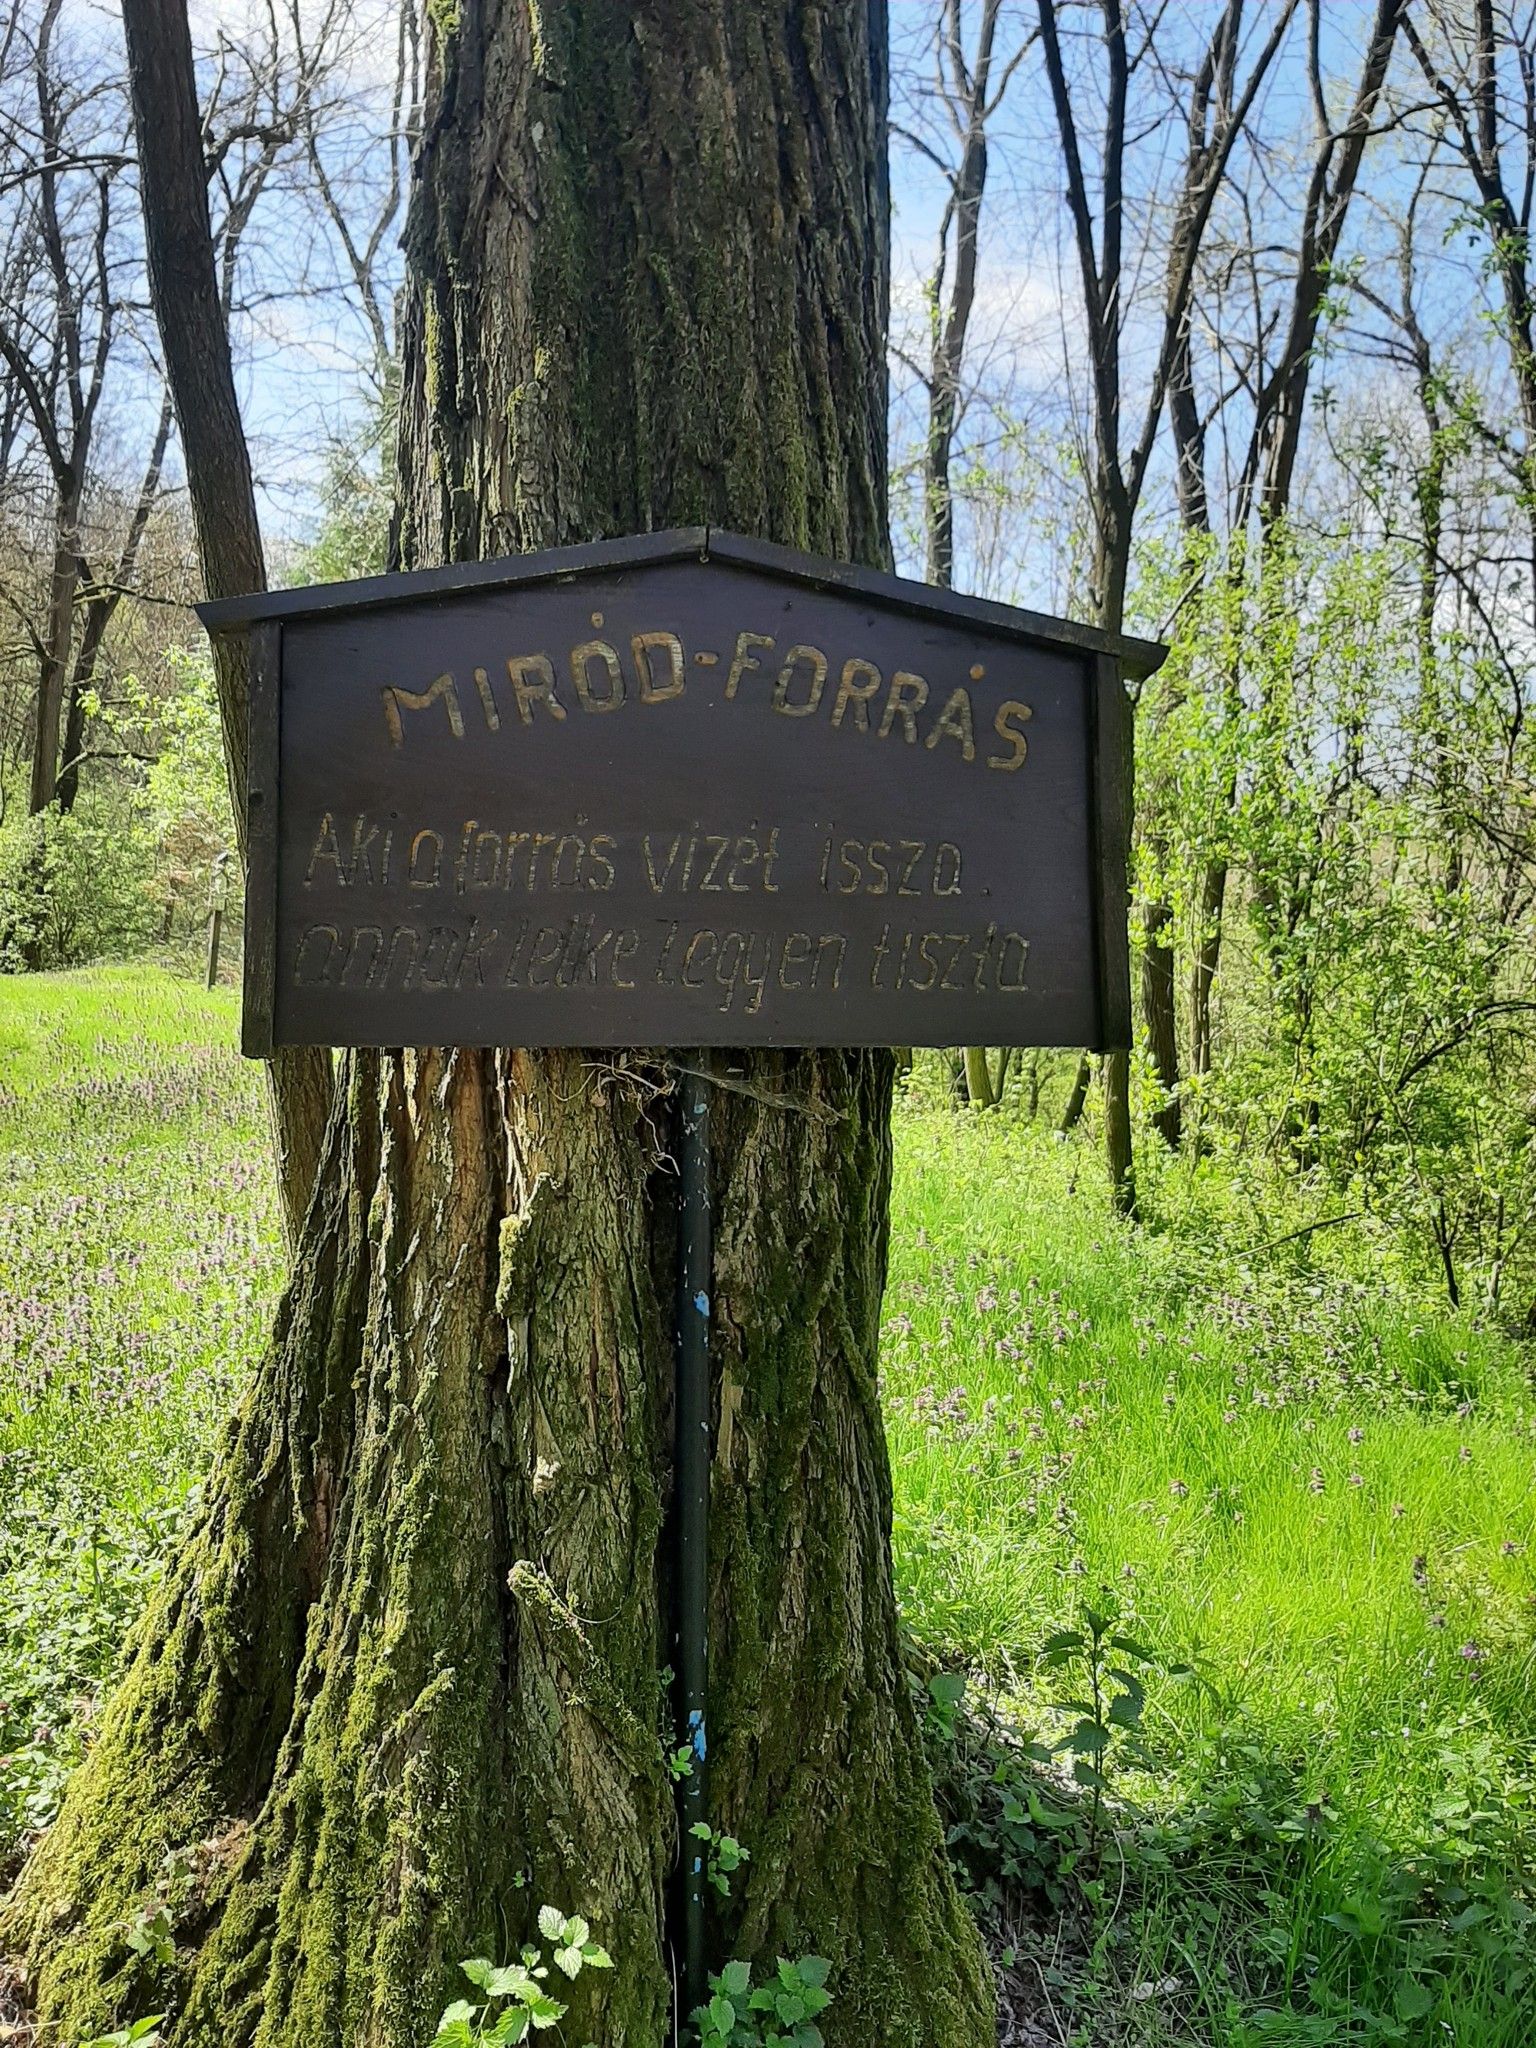 MIRÓD-FORRÁS
Aki a forrás vizét issza.
annak lelke legyen tiszta